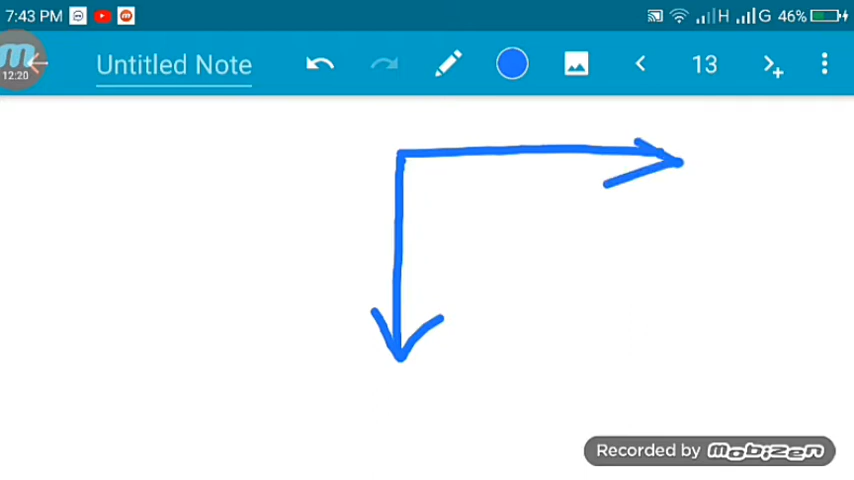 7:43 PM H G 46%
m
12:20
Untitled Note
13
Recorded by mobizen